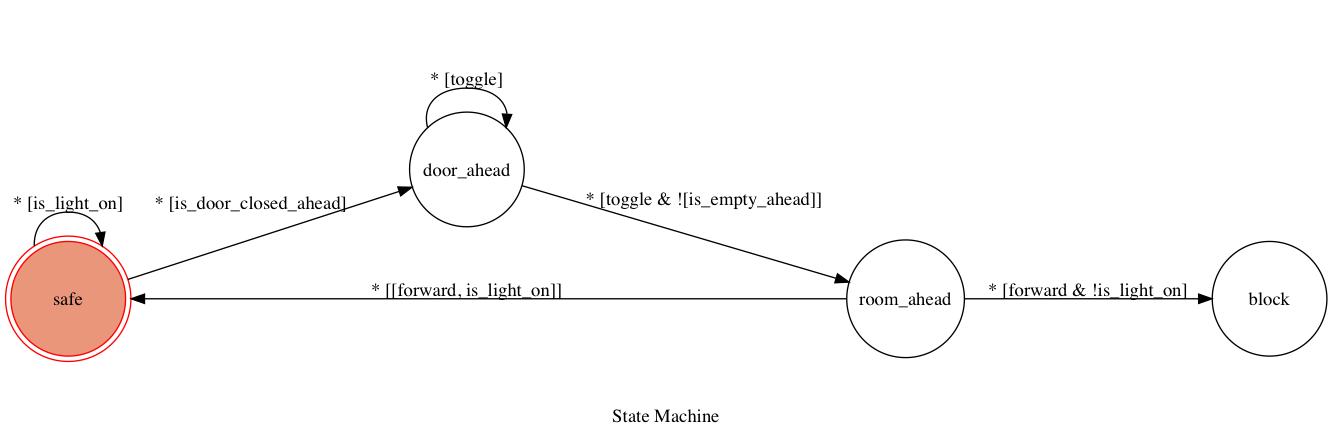 * [toggle]
door_ahead
* [is_light_on]
* [is_door_closed_ahead]
* [toggle & ![is_empty_ahead]]
safe
* [[forward, is_light_on]]
room_ahead
* [forward & !is_light_on]
block
State Machine